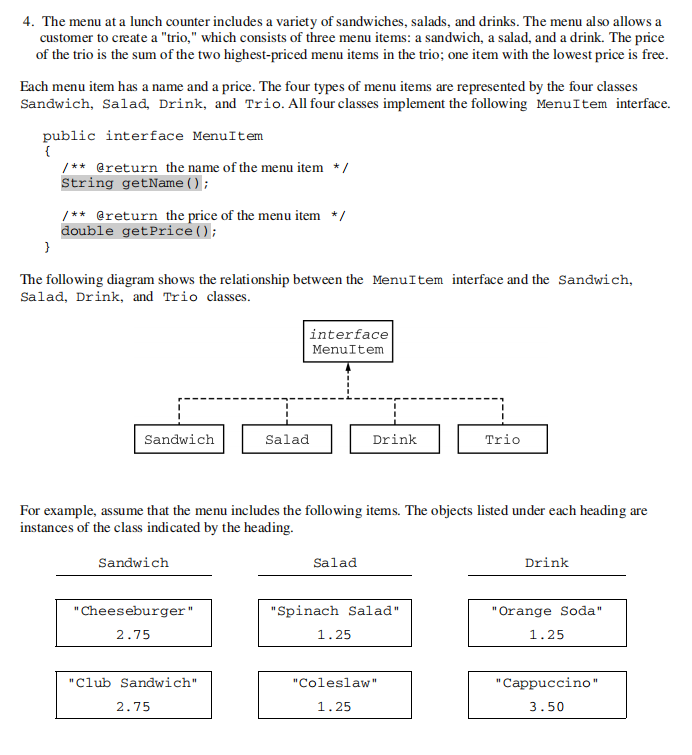 4. The menu at a lunch counter includes a variety of sandwiches, salads, and drinks. The menu also allows a
customer to create a "trio," which consists of three menu items: a sandwich, a salad, and a drink. The price
of the trio is the sum of the two highest-priced menu items in the trio; one item with the lowest price is free.
Each menu item has a name and a price. The four types of menu items are represented by the four classes
Sandwich, Salad, Drink, and Trio. All four classes implement the following MenuItem interface.
public interface MenuItem
{
/** @return the name of the menu item */
String getName();
/** @return the price of the menu item */
double getPrice();
}
The following diagram shows the relationship between the MenuItem interface and the Sandwich,
Salad, Drink, and Trio classes.
interface
MenuItem
Sandwich Salad Drink Trio
For example, assume that the menu includes the following items. The objects listed under each heading are
instances of the class indicated by the heading.
Sandwich Salad Drink
"Cheeseburger" "Spinach Salad" "Orange Soda"
2.75 1.25 1.25
"Club Sandwich" "Coleslaw" "Cappuccino"
2.75 1.25 3.50